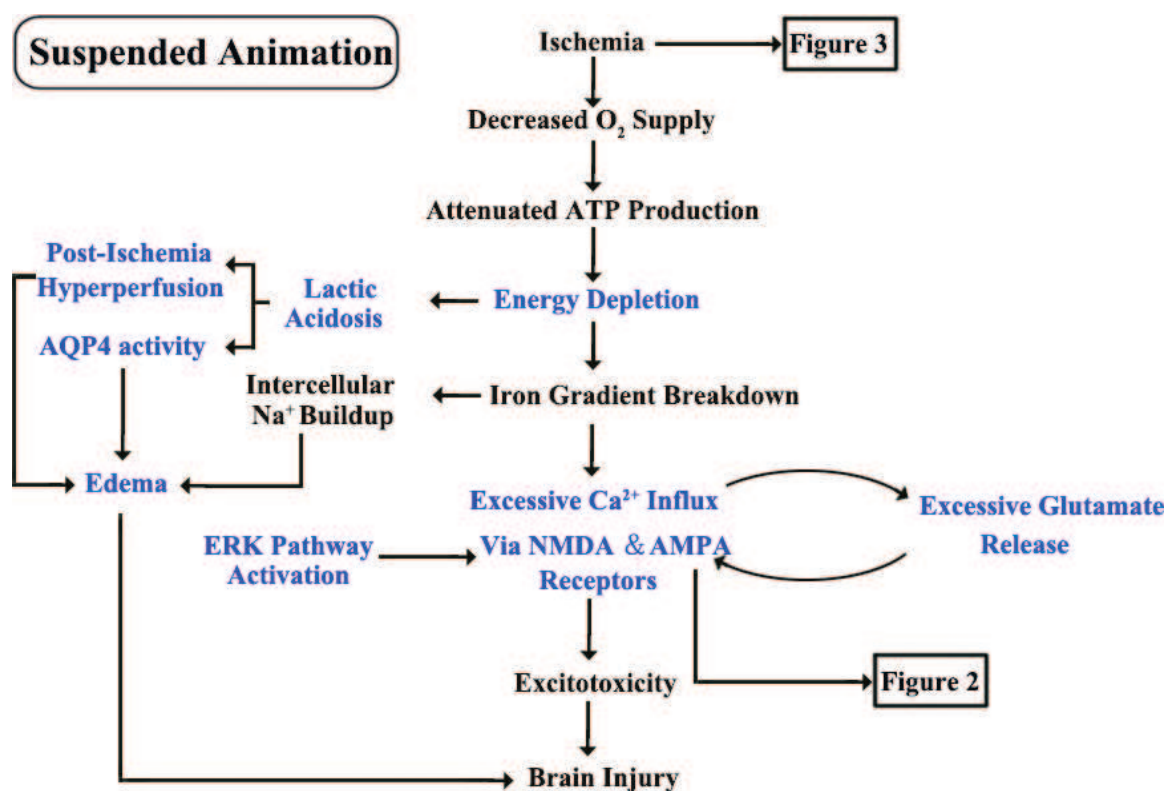 Suspended Animation
Ischemia
Figure 3
Decreased O₂ Supply
Attenuated ATP Production
Post-Ischemia
Hyperperfusion
Lactic
Acidosis
Energy Depletion
AQP4 activity
Intercellular
Na⁺ Buildup
Iron Gradient Breakdown
Edema
Excessive Ca²⁺ Influx
Via NMDA & AMPA
Receptors
Excessive Glutamate
Release
ERK Pathway
Activation
Excitotoxicity
Figure 2
Brain Injury